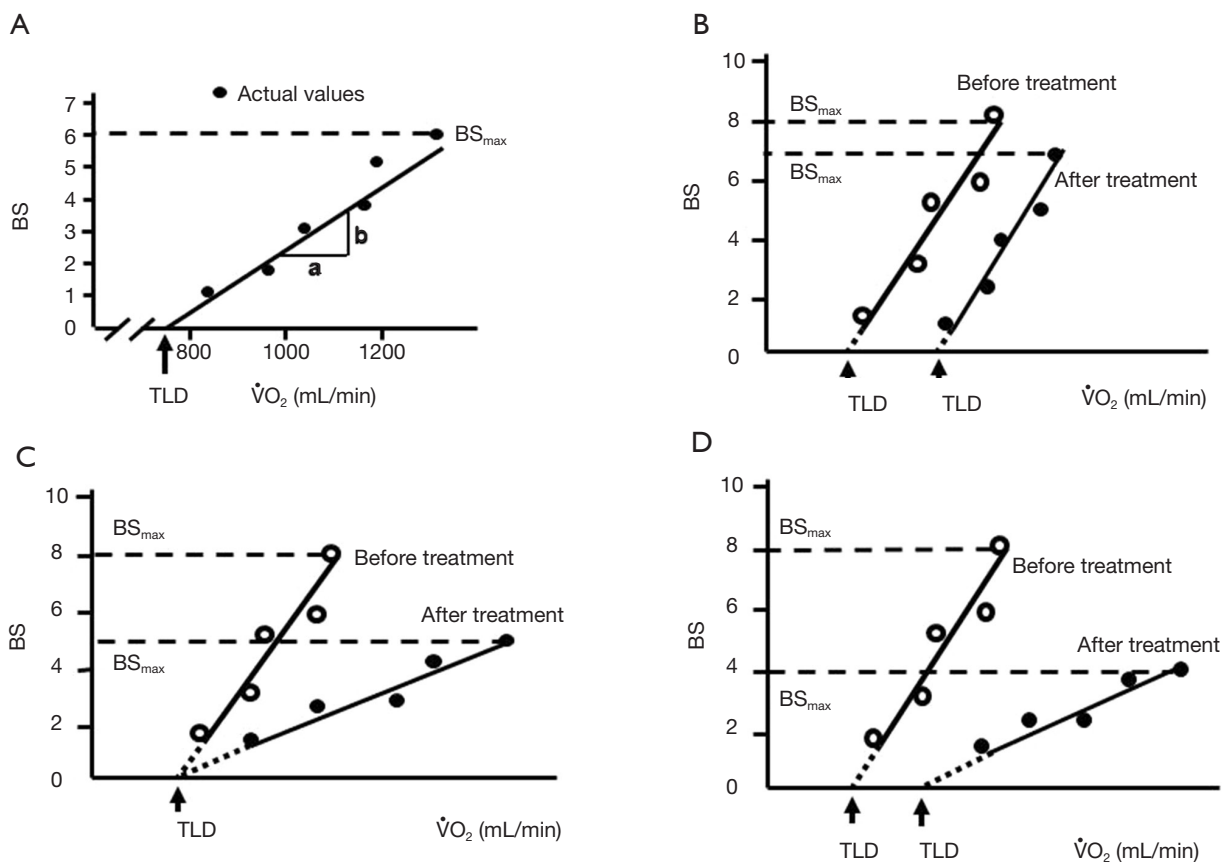 A
7
6
5
4
3
2
1
0
BS
Actual values
BSmax
b
a
800
1000
1200
TLD
V̇O2 (mL/min)
B
10
8
6
4
2
0
BSmax
BSmax
Before treatment
After treatment
TLD
TLD
V̇O2 (mL/min)
C
10
8
6
4
2
0
BS
BSmax
Before treatment
After treatment
BSmax
TLD
V̇O2 (mL/min)
D
10
8
6
4
2
0
BS
BSmax
Before treatment
After treatment
BSmax
TLD
TLD
V̇O2 (mL/min)
BS